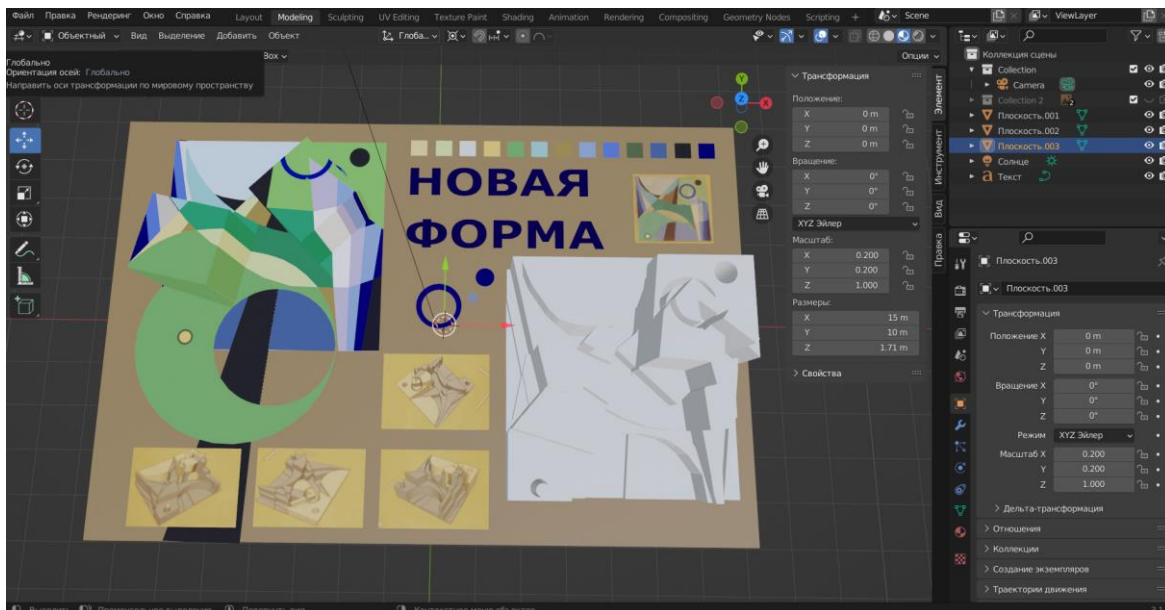 Файл Правка Рендеринг Окно Справка Layout Modeling Sculpting UV Editing Texture Paint Shading Animation Rendering Compositing Geometry Nodes Scripting + Scene ViewLayer
Объектный Вид Выделение Добавить Объект Глоба...
Box Опции
Глобально
Ориентация осей: Глобально
Направить оси трансформации по мировому пространству
НОВАЯ
ФОРМА
Y
Z
X
Трансформация
Положение:
X 0 m
Y 0 m
Z 0 m
Вращение:
X 0°
Y 0°
Z 0°
XYZ Эйлер
Масштаб:
X 0.200
Y 0.200
Z 1.000
Размеры:
X 15 m
Y 10 m
Z 1.71 m
Свойства
Элемент
Инструмент
Вид
Правка
Коллекция сцены
Collection
Camera
Collection 2 2
Плоскость.001
Плоскость.002
Плоскость.003
Солнце
Текст
Плоскость.003
Плоскость.003
Трансформация
Положение X 0 m
Y 0 m
Z 0 m
Вращение X 0°
Y 0°
Z 0°
Режим XYZ Эйлер
Масштаб X 0.200
Y 0.200
Z 1.000
Дельта-трансформация
Отношения
Коллекции
Создание экземпляров
Траектории движения